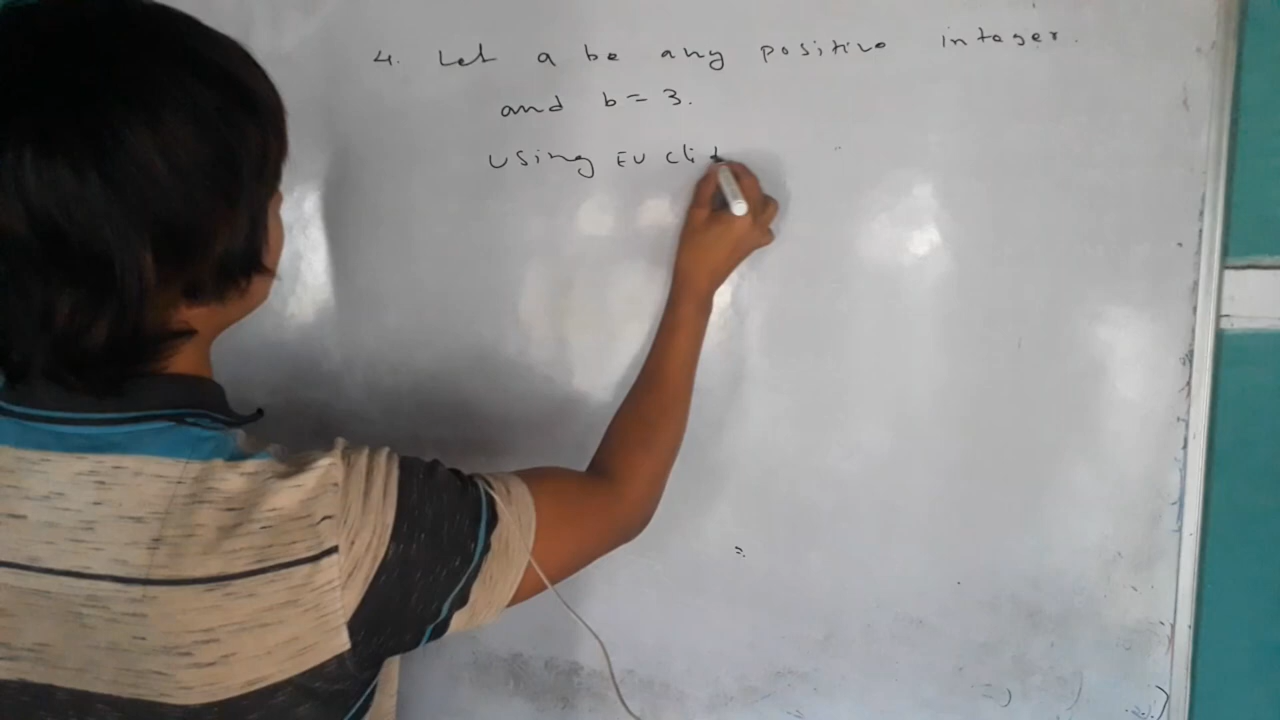 4. Let a be any positive integer.
and b = 3.
Using Euclid